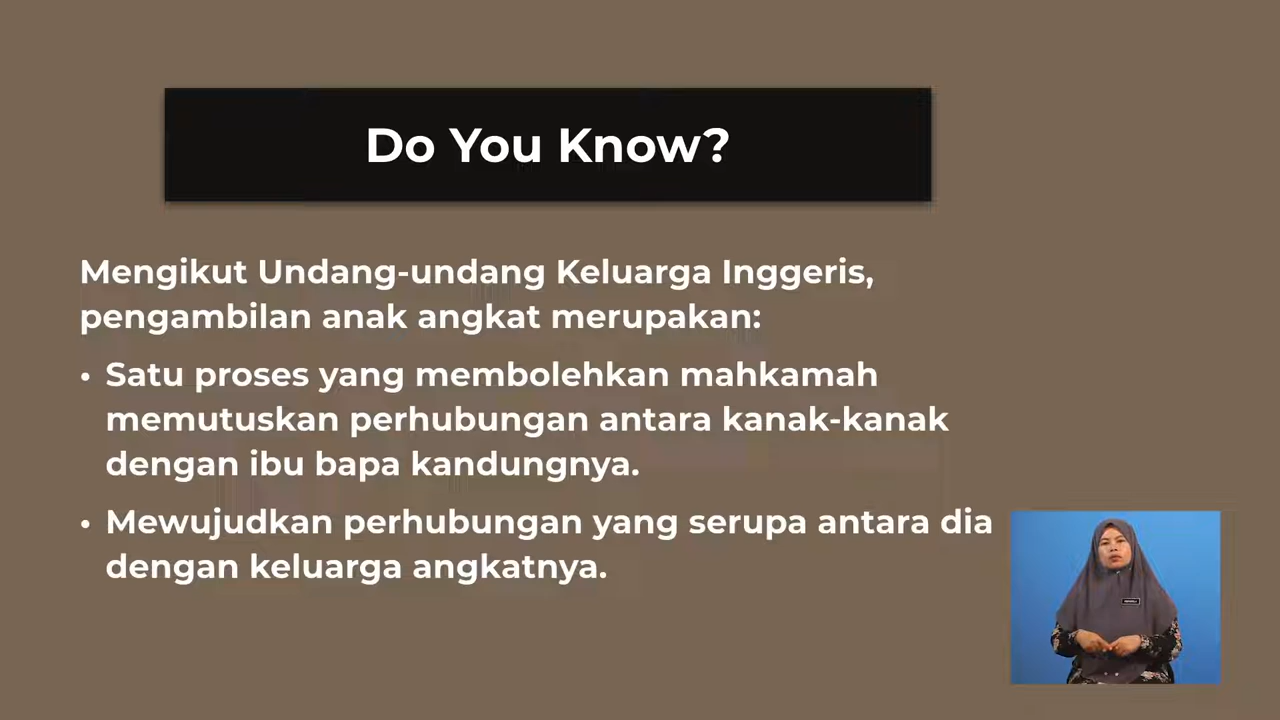 Do You Know?
Mengikut Undang-undang Keluarga Inggeris,
pengambilan anak angkat merupakan:
• Satu proses yang membolehkan mahkamah
memutuskan perhubungan antara kanak-kanak
dengan ibu bapa kandungnya.
• Mewujudkan perhubungan yang serupa antara dia
dengan keluarga angkatnya.